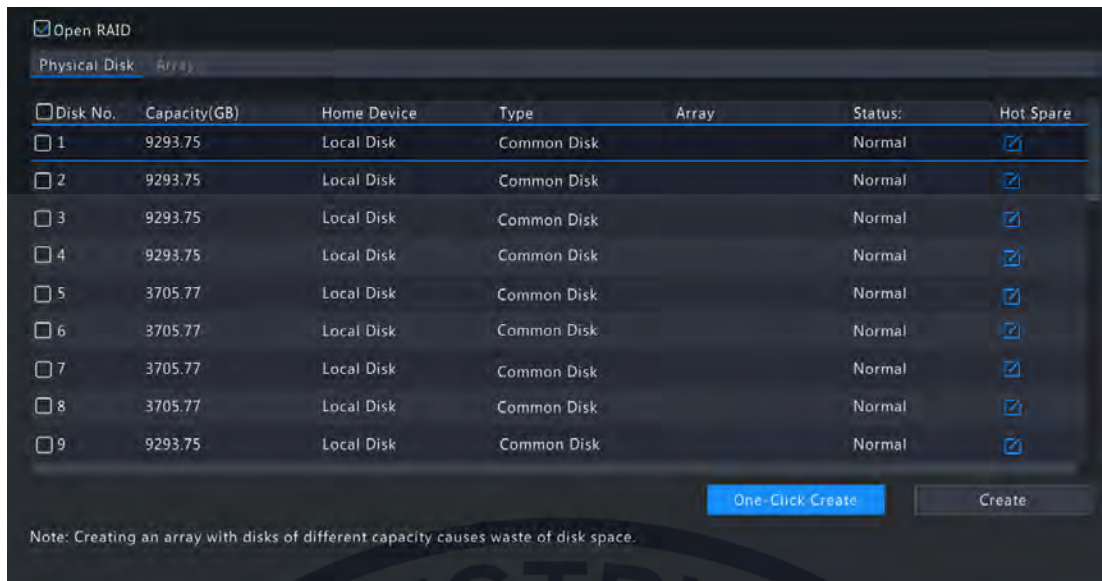 Open RAID
Physical Disk Array
Disk No. Capacity(GB) Home Device Type Array Status: Hot Spare
1 9293.75 Local Disk Common Disk Normal
2 9293.75 Local Disk Common Disk Normal
3 9293.75 Local Disk Common Disk Normal
4 9293.75 Local Disk Common Disk Normal
5 3705.77 Local Disk Common Disk Normal
6 3705.77 Local Disk Common Disk Normal
7 3705.77 Local Disk Common Disk Normal
8 3705.77 Local Disk Common Disk Normal
9 9293.75 Local Disk Common Disk Normal
One-Click Create Create
Note: Creating an array with disks of different capacity causes waste of disk space.